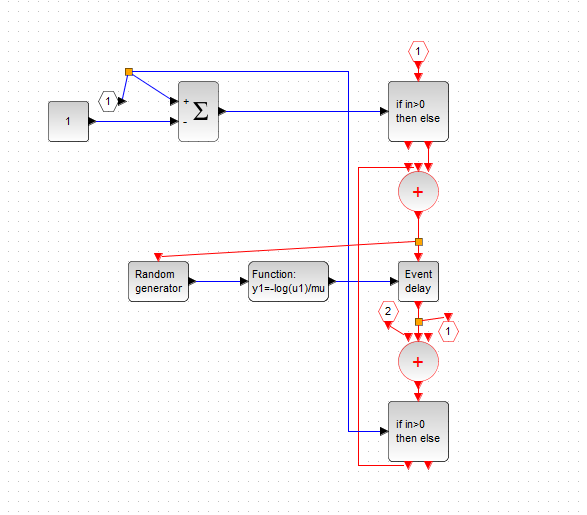 1
1
+
-
Σ
1
if in>0
then else
+
Random
generator
Function:
y1=-log(u1)/mu
Event
delay
2
1
+
if in>0
then else